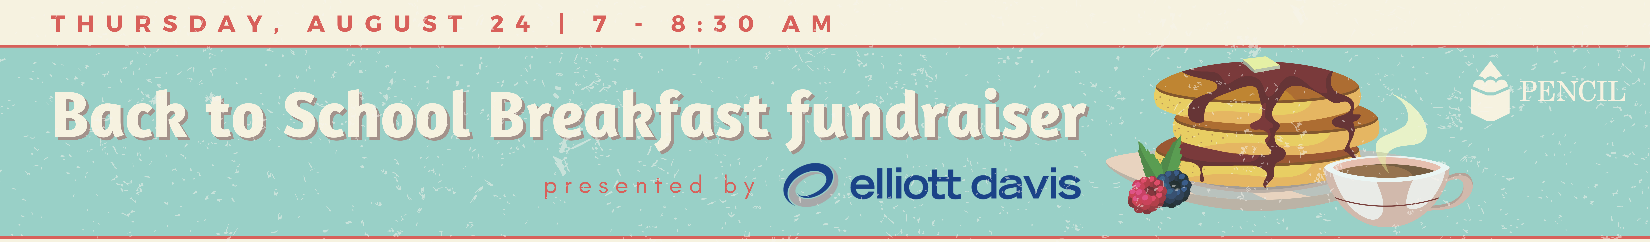 THURSDAY, AUGUST 24 | 7 - 8:30 AM
Back to School Breakfast fundraiser
presented by elliott davis
PENCIL